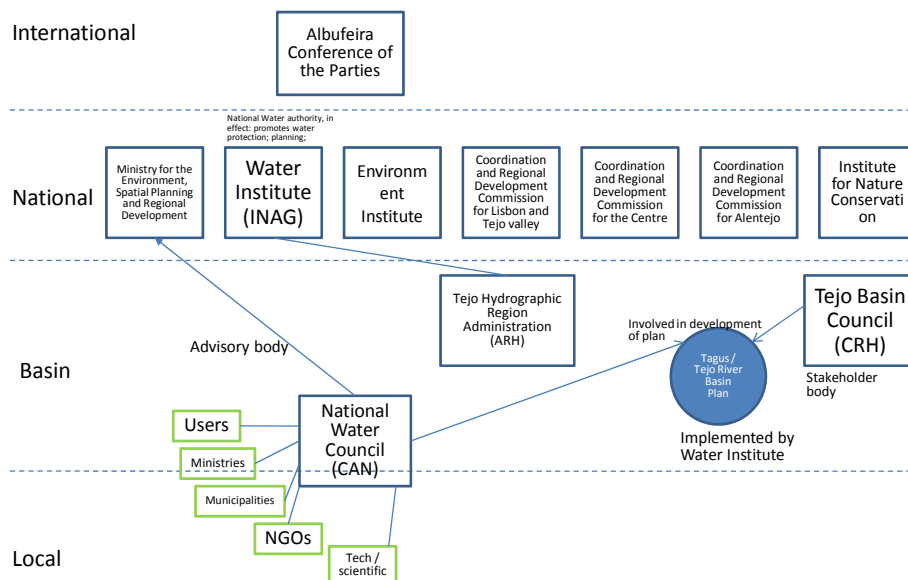 International
Albufeira
Conference of
the Parties
National Water authority, in
effect: promotes water
protection; planning;
National
Ministry for the
Environment,
Spatial Planning
and Regional
Development
Water
Institute
(INAG)
Environm
ent
Institute
Coordination
and Regional
Development
Commission
for Lisbon and
Tejo valley
Coordination
and Regional
Development
Commission
for the Centre
Coordination
and Regional
Development
Commission
for Alentejo
Institute
for Nature
Conservati
on
Basin
Advisory body
Tejo Hydrographic
Region
Administration
(ARH)
Involved in development
of plan
Tagus /
Tejo River
Basin
Plan
Tejo Basin
Council
(CRH)
Stakeholder
body
Implemented by
Water Institute
National
Water
Council
(CAN)
Users
Ministries
Municipalities
NGOs
Tech /
scientific
Local